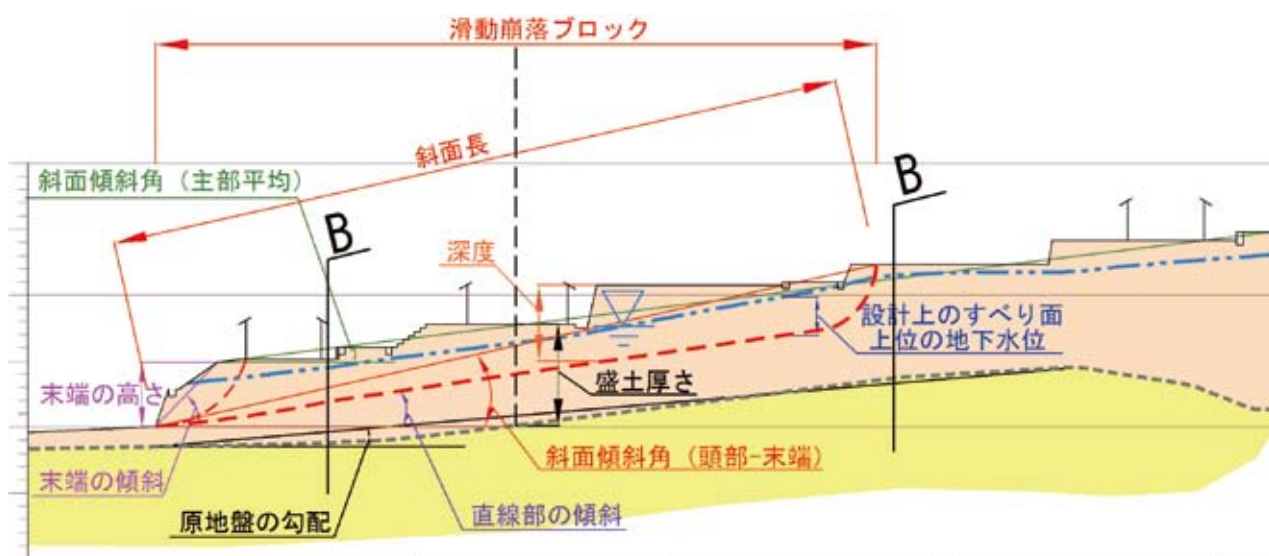 滑動崩落ブロック
斜面長
斜面傾斜角（主部平均）
B
B
深度
設計上のすべり面
上位の地下水位
末端の高さ
盛土厚さ
斜面傾斜角（頭部-末端）
末端の傾斜
直線部の傾斜
原地盤の勾配